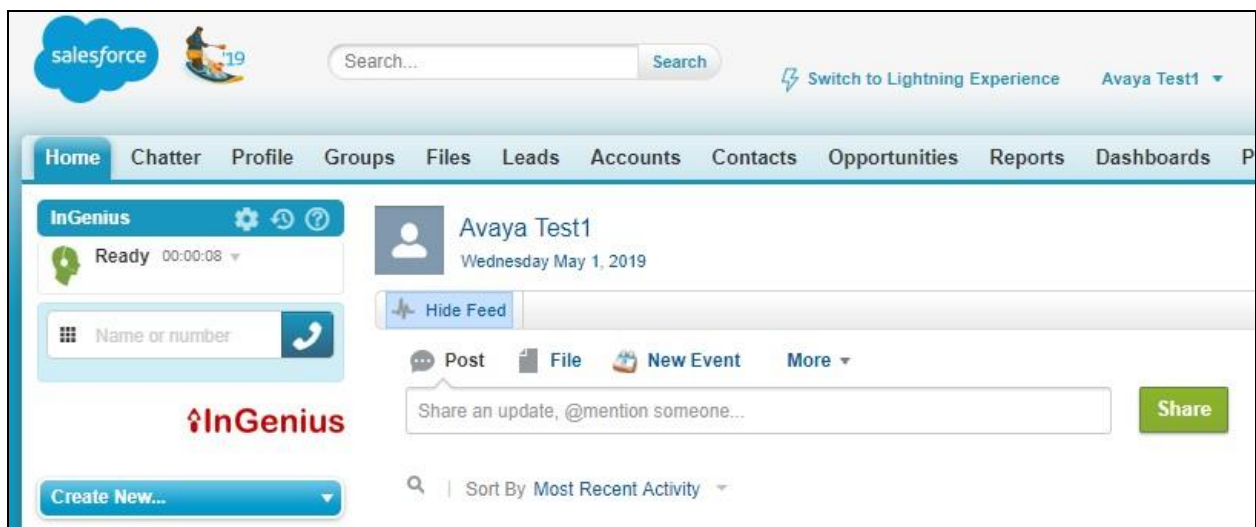 salesforce
'19
Search...
Search
Switch to Lightning Experience
Avaya Test1
Home Chatter Profile Groups Files Leads Accounts Contacts Opportunities Reports Dashboards P
InGenius
Ready 00:00:08
Name or number
InGenius
Create New...
Avaya Test1
Wednesday May 1, 2019
Hide Feed
Post File New Event More
Share an update, @mention someone...
Share
Sort By Most Recent Activity